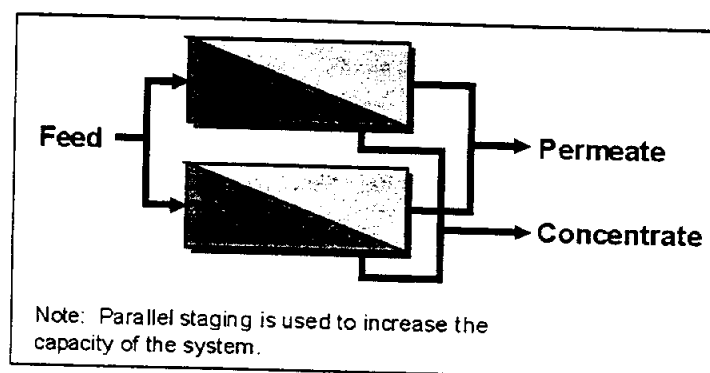 Feed
Permeate
Concentrate
Note: Parallel staging is used to increase the
capacity of the system.